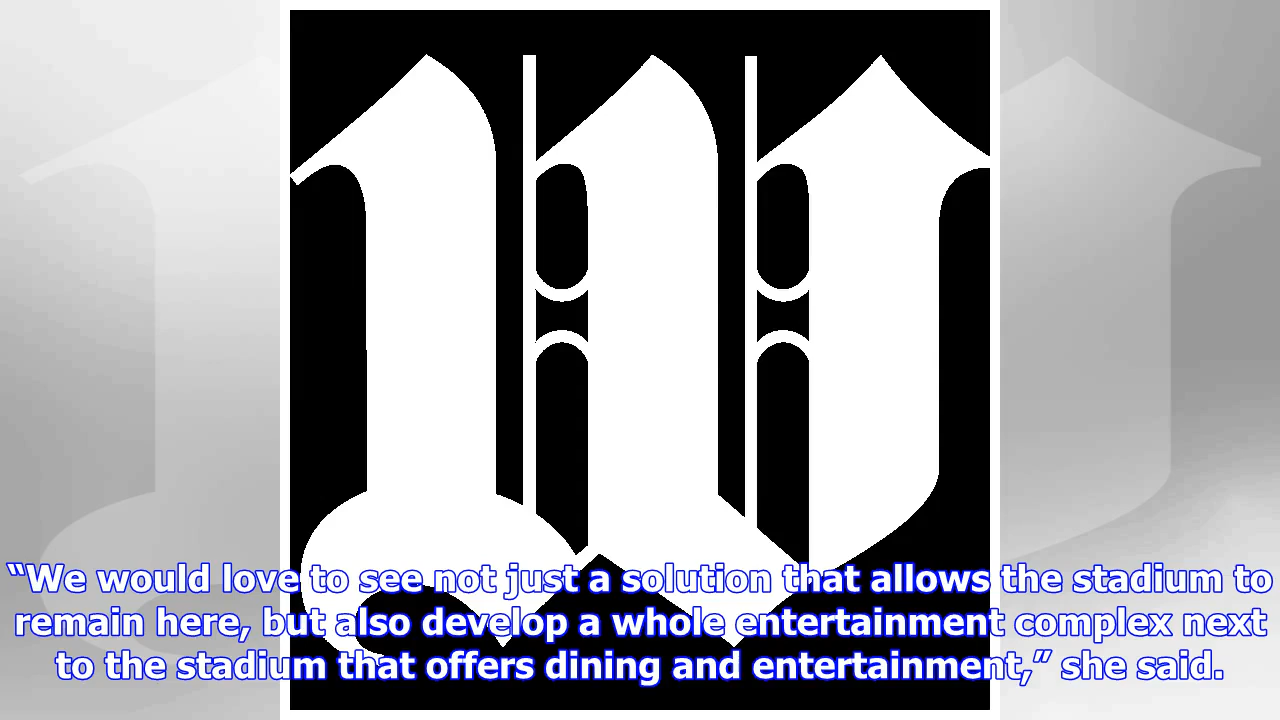 “We would love to see not just a solution that allows the stadium to
remain here, but also develop a whole entertainment complex next
to the stadium that offers dining and entertainment,” she said.